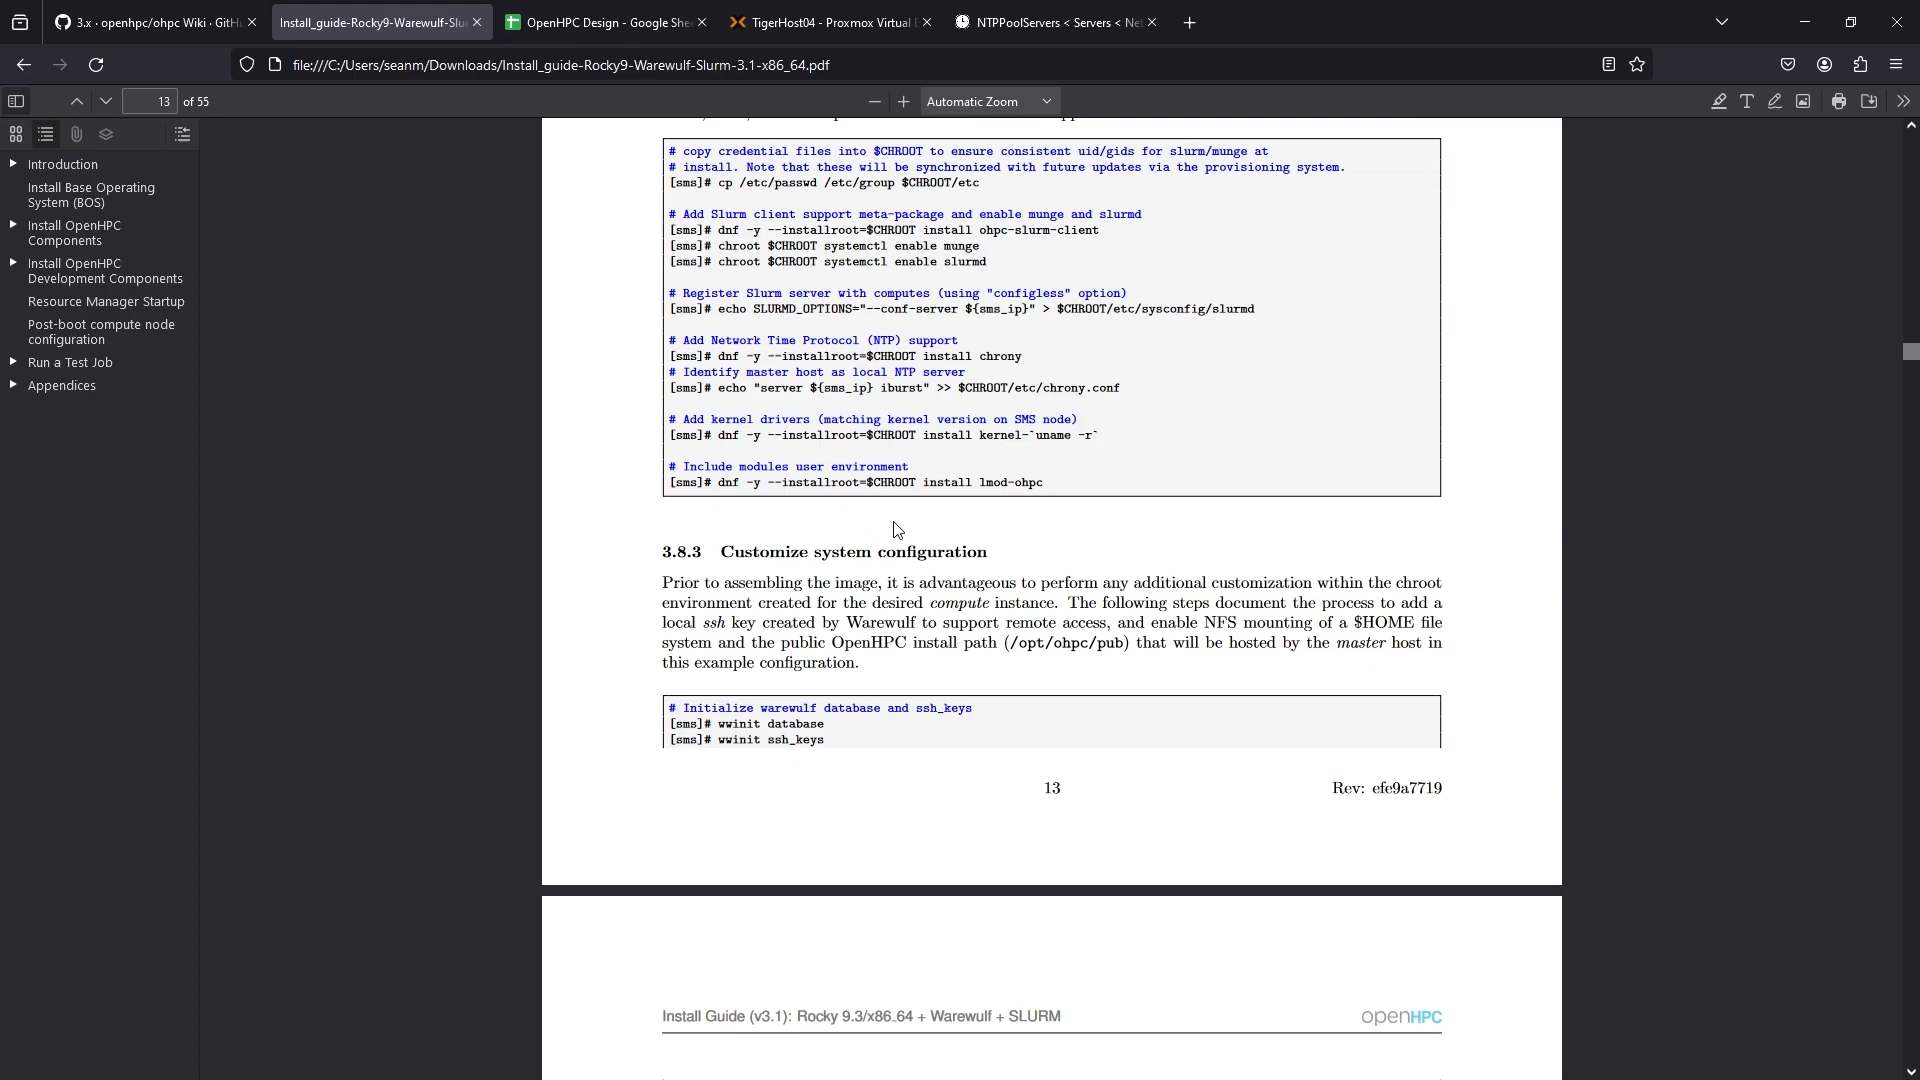 3.x · openhpc/ohpc Wiki · GitH
Install_guide-Rocky9-Warewulf-Slu
OpenHPC Design - Google She
TigerHost04 - Proxmox Virtual E
NTPPoolServers < Servers < Net
file:///C:/Users/seanm/Downloads/Install_guide-Rocky9-Warewulf-Slurm-3.1-x86_64.pdf
13 of 55
Automatic Zoom
Introduction
Install Base Operating
System (BOS)
Install OpenHPC
Components
Install OpenHPC
Development Components
Resource Manager Startup
Post-boot compute node
configuration
Run a Test Job
Appendices
# copy credential files into $CHROOT to ensure consistent uid/gids for slurm/munge at
# install. Note that these will be synchronized with future updates via the provisioning system.
[sms]# cp /etc/passwd /etc/group $CHROOT/etc
# Add Slurm client support meta-package and enable munge and slurmd
[sms]# dnf -y --installroot=$CHROOT install ohpc-slurm-client
[sms]# chroot $CHROOT systemctl enable munge
[sms]# chroot $CHROOT systemctl enable slurmd
# Register Slurm server with computes (using "configless" option)
[sms]# echo SLURMD_OPTIONS="--conf-server ${sms_ip}" > $CHROOT/etc/sysconfig/slurmd
# Add Network Time Protocol (NTP) support
[sms]# dnf -y --installroot=$CHROOT install chrony
# Identify master host as local NTP server
[sms]# echo "server ${sms_ip} iburst" >> $CHROOT/etc/chrony.conf
# Add kernel drivers (matching kernel version on SMS node)
[sms]# dnf -y --installroot=$CHROOT install kernel-`uname -r`
# Include modules user environment
[sms]# dnf -y --installroot=$CHROOT install lmod-ohpc
3.8.3 Customize system configuration
Prior to assembling the image, it is advantageous to perform any additional customization within the chroot
environment created for the desired compute instance. The following steps document the process to add a
local ssh key created by Warewulf to support remote access, and enable NFS mounting of a $HOME file
system and the public OpenHPC install path (/opt/ohpc/pub) that will be hosted by the master host in
this example configuration.
# Initialize warewulf database and ssh_keys
[sms]# wwinit database
[sms]# wwinit ssh_keys
13
Rev: efe9a7719
Install Guide (v3.1): Rocky 9.3/x86_64 + Warewulf + SLURM
openHPC